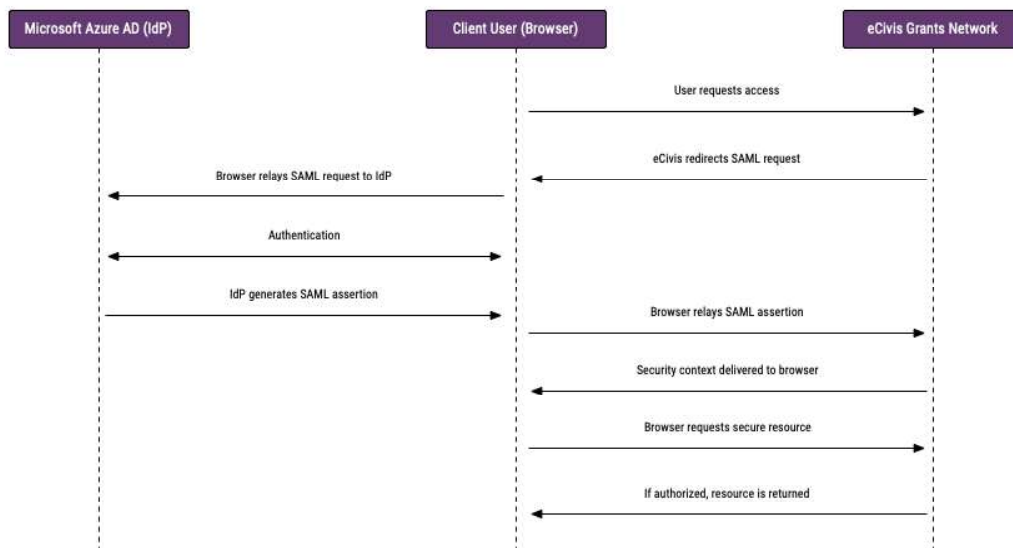 Microsoft Azure AD (IdP)
Client User (Browser)
eCivis Grants Network
User requests access
eCivis redirects SAML request
Browser relays SAML request to IdP
Authentication
IdP generates SAML assertion
Browser relays SAML assertion
Security context delivered to browser
Browser requests secure resource
If authorized, resource is returned